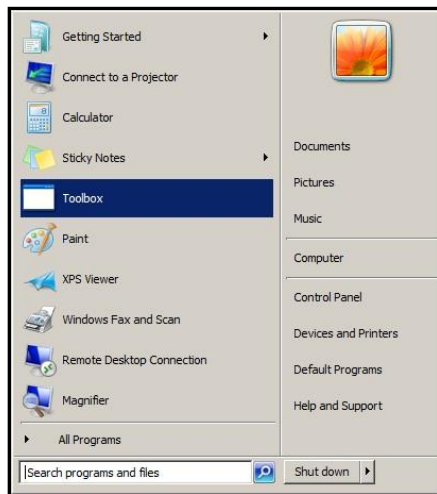 Getting Started
Connect to a Projector
Calculator
Sticky Notes
Toolbox
Paint
XPS Viewer
Windows Fax and Scan
Remote Desktop Connection
Magnifier
All Programs
Search programs and files
Documents
Pictures
Music
Computer
Control Panel
Devices and Printers
Default Programs
Help and Support
Shut down